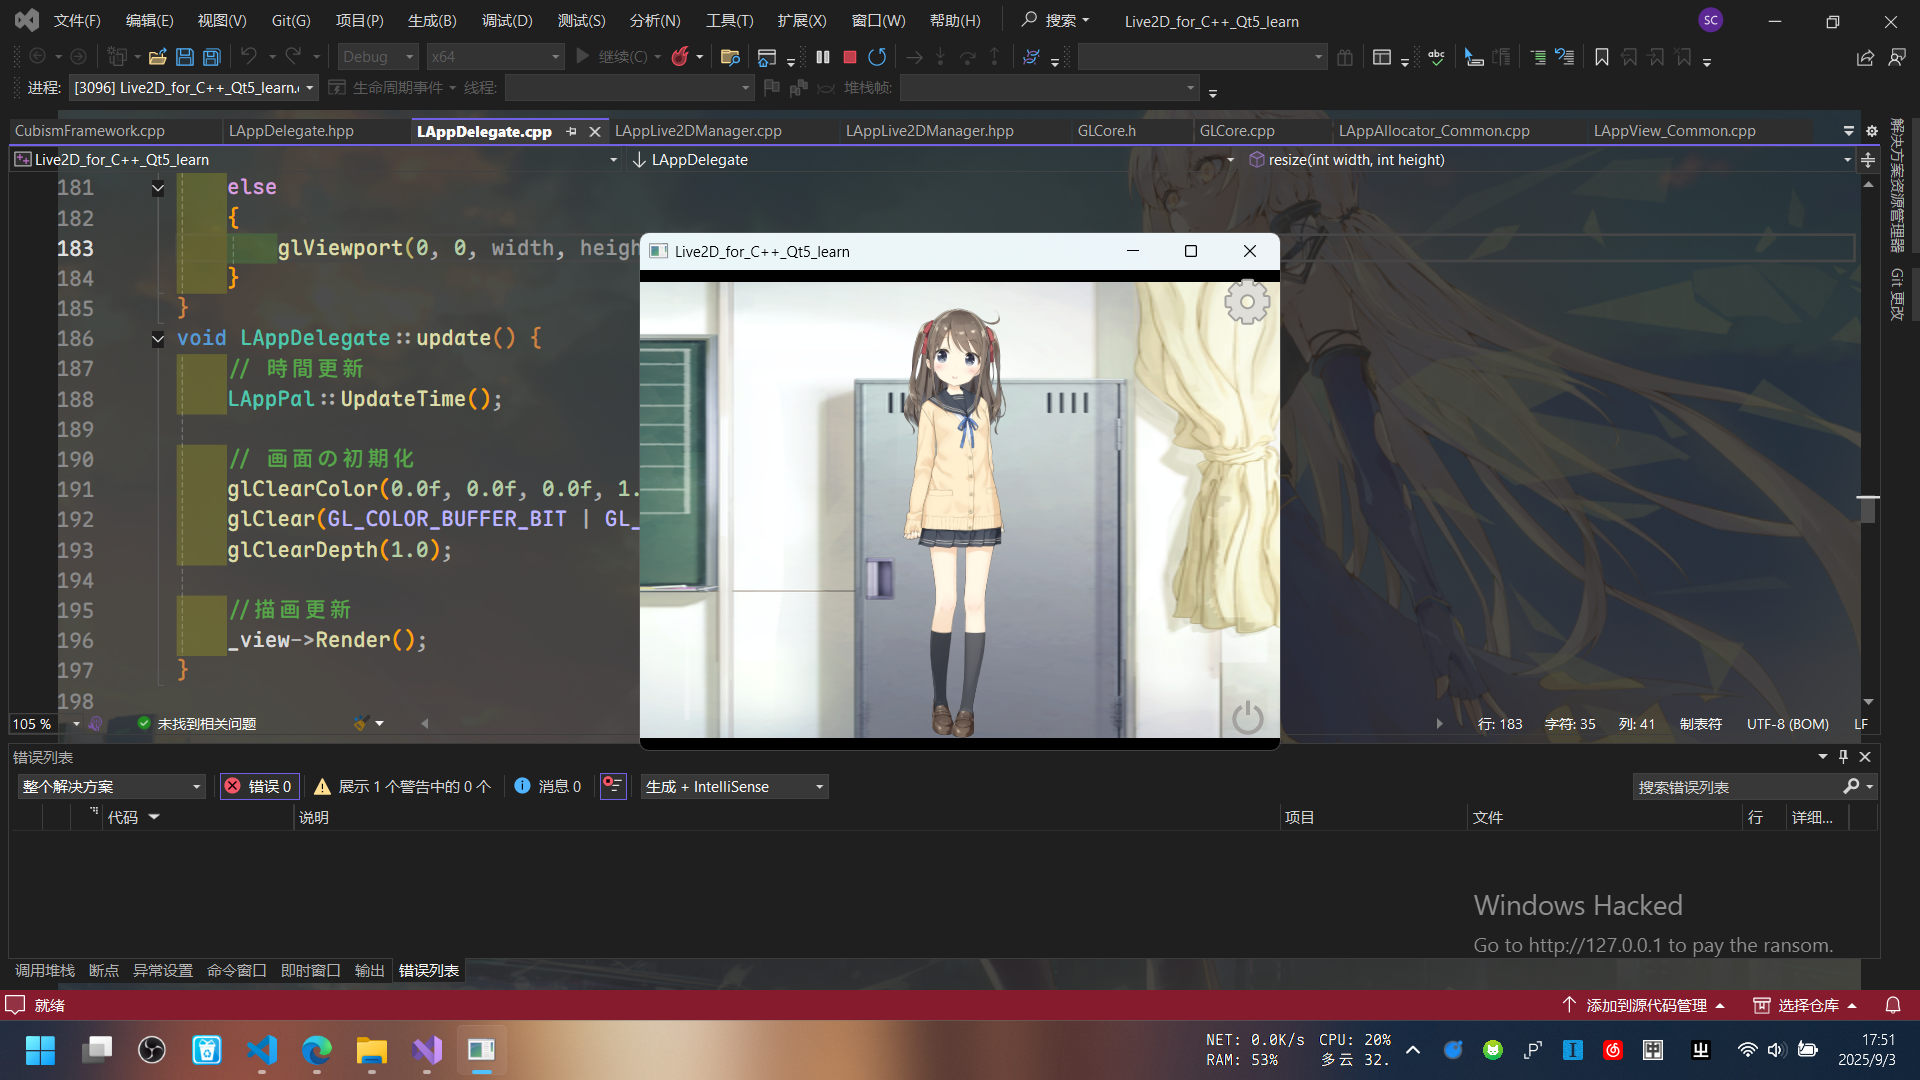 文件(F) 编辑(E) 视图(V) Git(G) 项目(P) 生成(B) 调试(D) 测试(S) 分析(N) 工具(T) 扩展(X) 窗口(W) 帮助(H) 搜索 Live2D_for_C++_Qt5_learn SC
Debug x64 继续(C)
进程: [3096] Live2D_for_C++_Qt5_learn. 生命周期事件 线程: 堆栈帧:
CubismFramework.cpp LAppDelegate.hpp LAppDelegate.cpp LAppLive2DManager.cpp LAppLive2DManager.hpp GLCore.h GLCore.cpp LAppAllocator_Common.cpp LAppView_Common.cpp
Live2D_for_C++_Qt5_learn LAppDelegate resize(int width, int height)
解决方案资源管理器
Git 更改
181 else
182 {
183 glViewport(0, 0, width, heigh
184 }
185 }
186 void LAppDelegate::update() {
187 // 時間更新
188 LAppPal::UpdateTime();
189
190 // 画面の初期化
191 glClearColor(0.0f, 0.0f, 0.0f, 1.
192 glClear(GL_COLOR_BUFFER_BIT | GL_
193 glClearDepth(1.0);
194
195 //描画更新
196 _view->Render();
197 }
198
Live2D_for_C++_Qt5_learn
105 % 未找到相关问题 行: 183 字符: 35 列: 41 制表符 UTF-8 (BOM) LF
错误列表
整个解决方案 错误 0 展示 1 个警告中的 0 个 消息 0 生成 + IntelliSense 搜索错误列表
代码 说明 项目 文件 行 详细...
Windows Hacked
Go to http://127.0.0.1 to pay the ransom.
调用堆栈 断点 异常设置 命令窗口 即时窗口 输出 错误列表
就绪 添加到源代码管理 选择仓库
NET: 0.0K/s CPU: 20%
RAM: 53% 多云 32.
17:51
2025/9/3